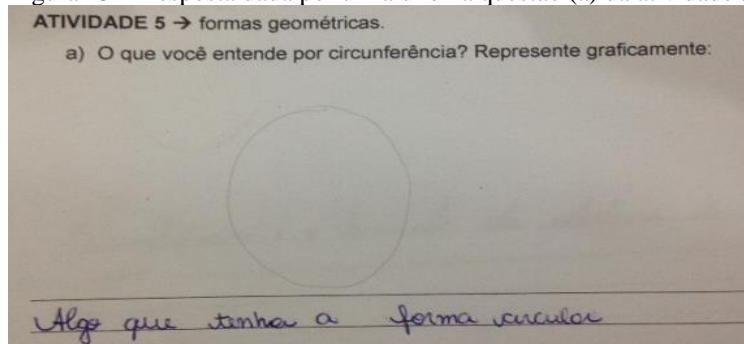 ATIVIDADE 5 → formas geométricas.
a) O que você entende por circunferência? Represente graficamente:
Algo que tenha a forma circular